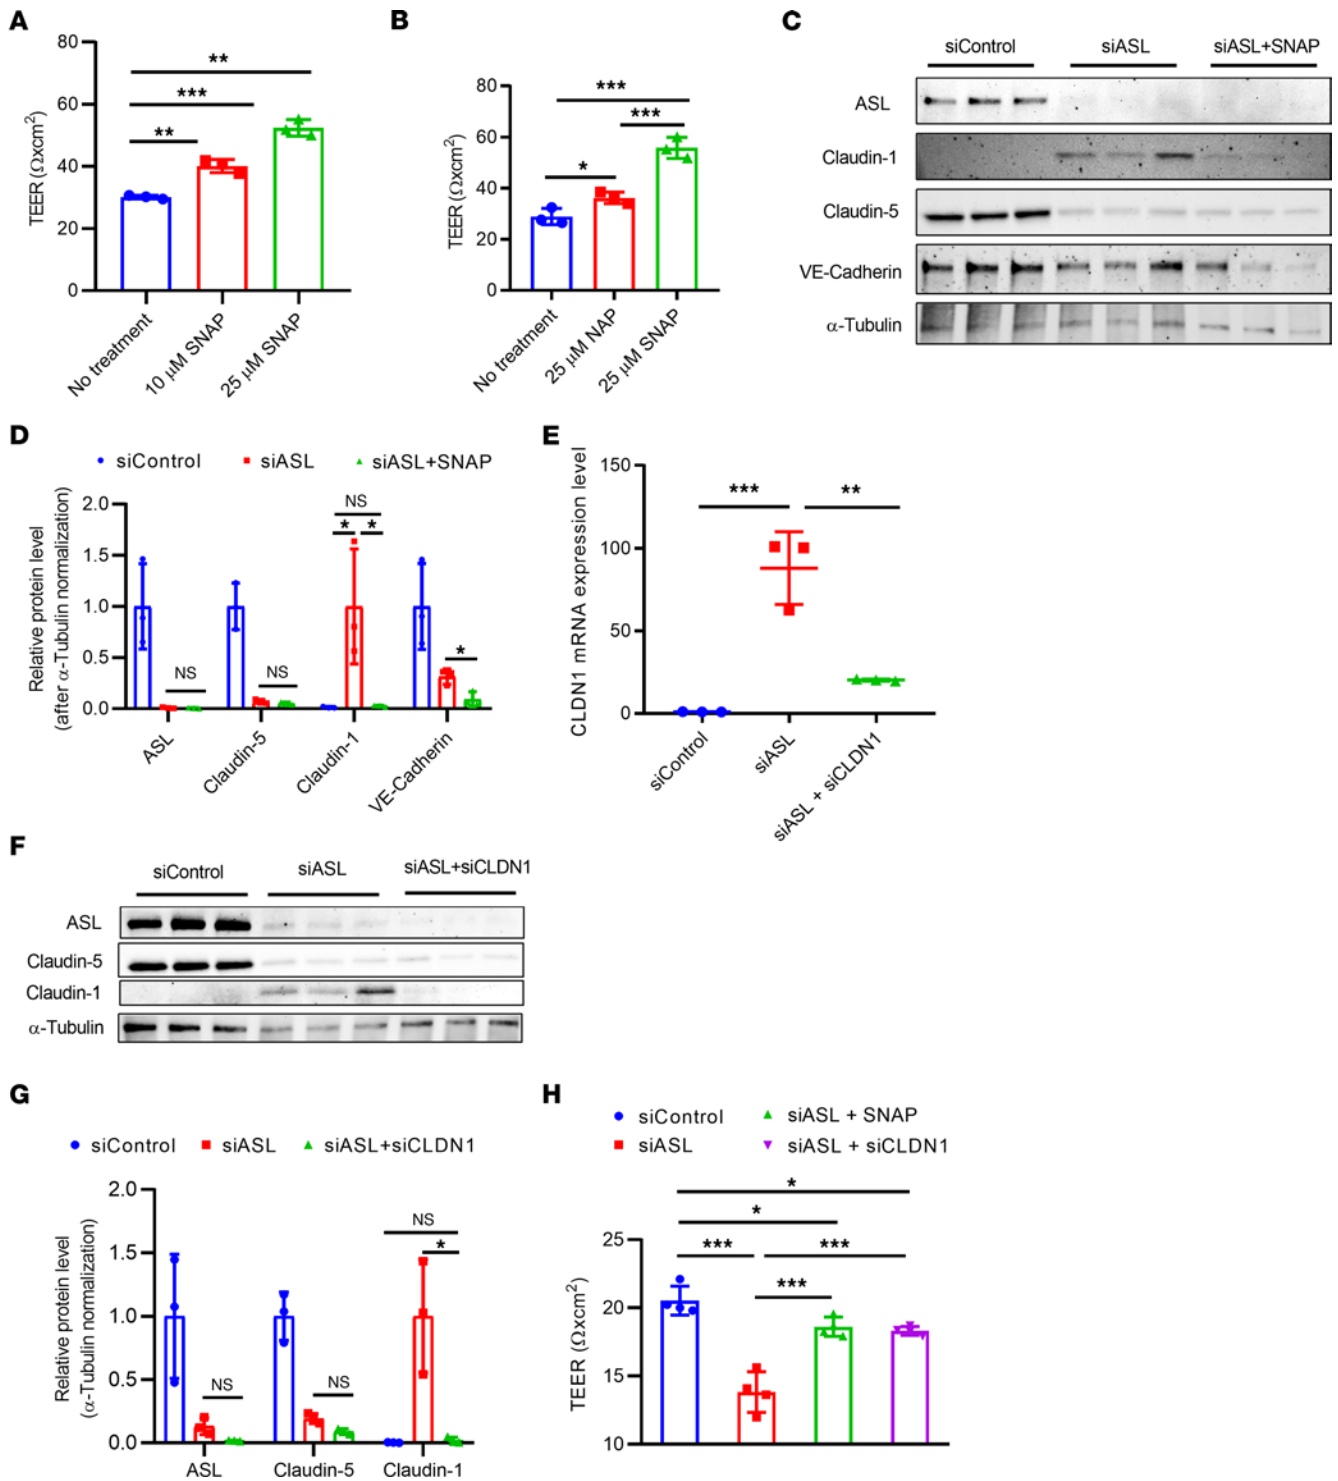 A
80
60
40
20
0
TEER (Ωxcm²)
**
***
**
No treatment
10 μM SNAP
25 μM SNAP
B
80
60
40
20
0
TEER (Ωxcm²)
***
***
*
No treatment
25 μM NAP
25 μM SNAP
C
siControl siASL siASL+SNAP
ASL
Claudin-1
Claudin-5
VE-Cadherin
α-Tubulin
D
siControl siASL siASL+SNAP
Relative protein level
(after α-Tubulin normalization)
2.0
1.5
1.0
0.5
0.0
NS
NS
NS
* *
*
ASL
Claudin-5
Claudin-1
VE-Cadherin
E
CLDN1 mRNA expression level
150
100
50
0
*** **
siControl
siASL
siASL + siCLDN1
F
siControl siASL siASL+siCLDN1
ASL
Claudin-5
Claudin-1
α-Tubulin
G
siControl siASL siASL+siCLDN1
Relative protein level
(α-Tubulin normalization)
2.0
1.5
1.0
0.5
0.0
NS
NS
NS
*
ASL Claudin-5 Claudin-1
H
siControl siASL + SNAP
siASL siASL + siCLDN1
TEER (Ωxcm²)
25
20
15
10
*
*
*** ***
***